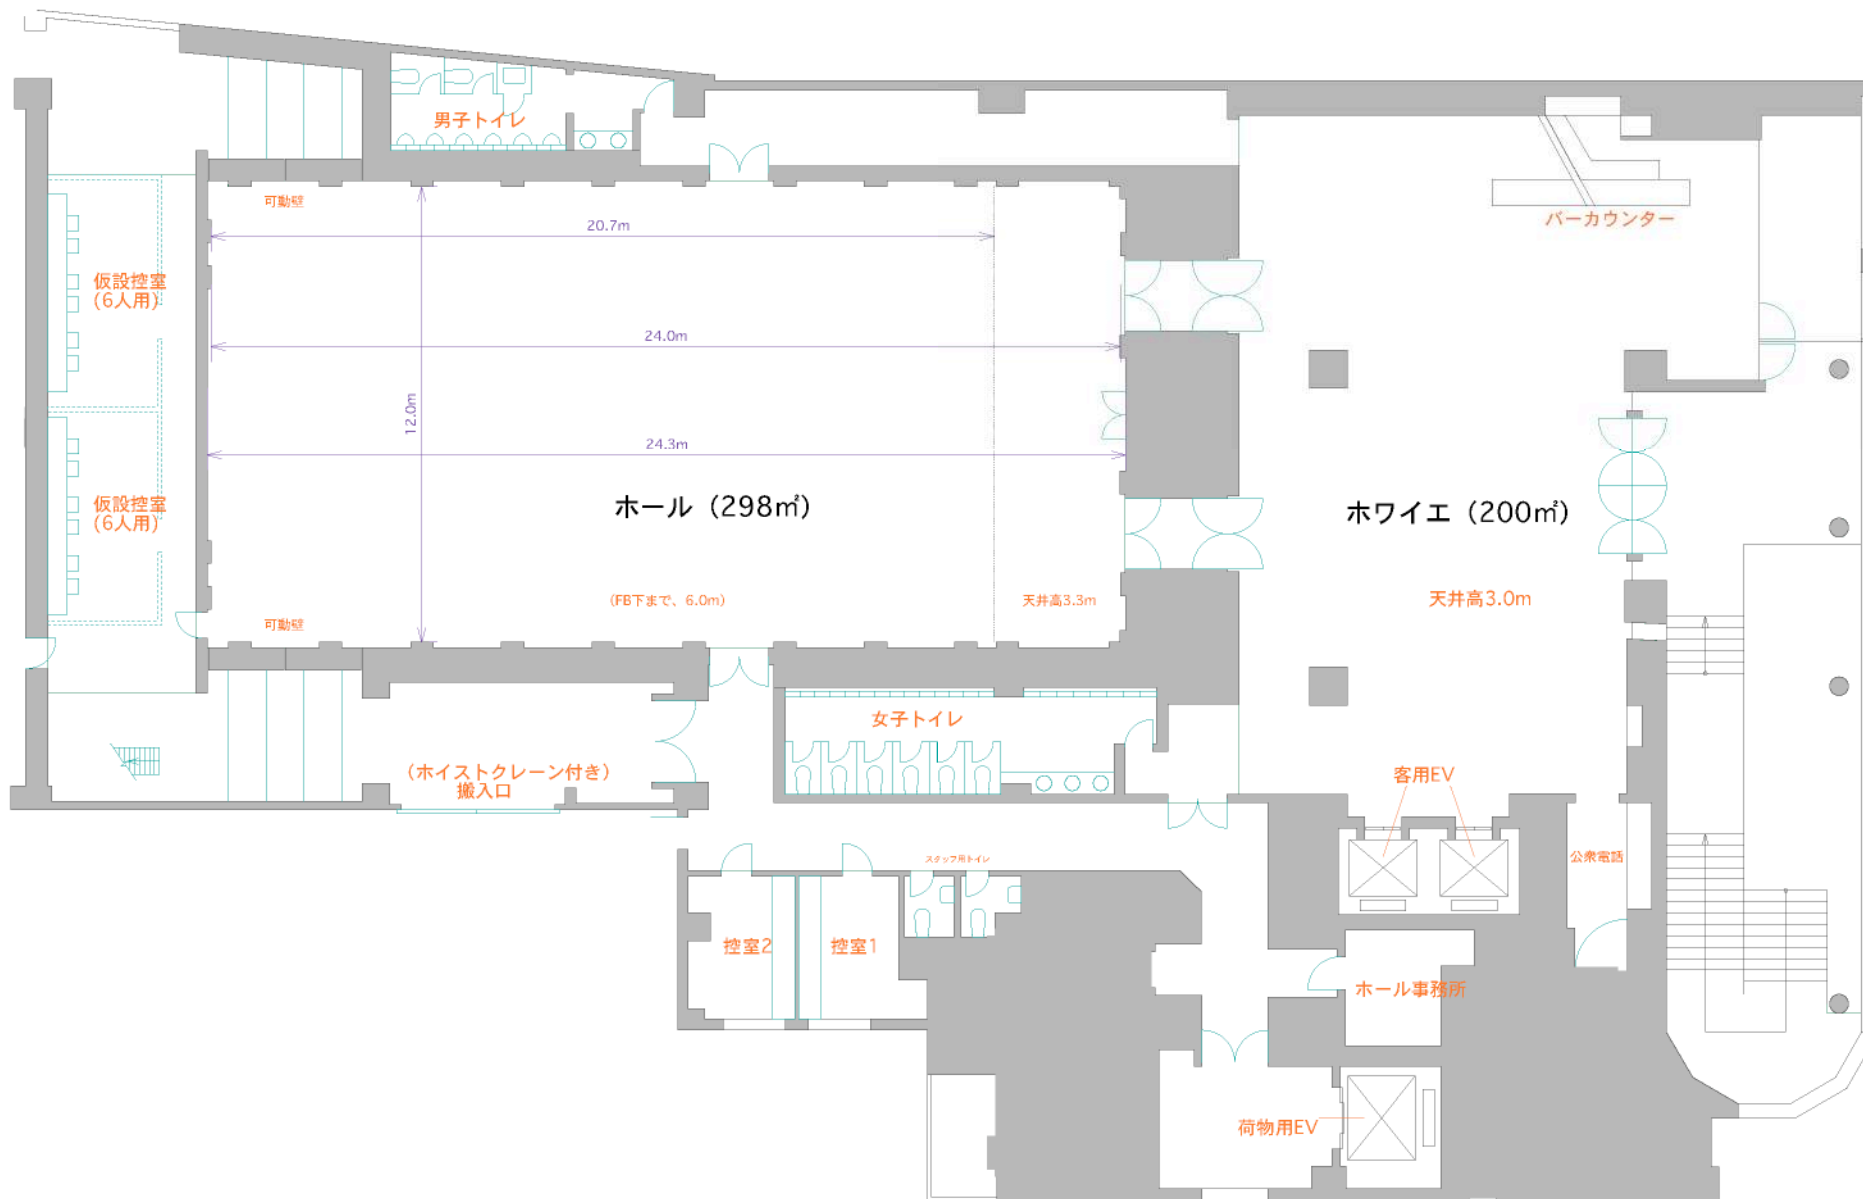 男子トイレ
可動壁
20.7m
バーカウンター
仮設控室
(6人用)
24.0m
12.0m
24.3m
仮設控室
(6人用)
ホール（298㎡）
ホワイエ（200㎡）
（FB下まで、6.0m）
天井高3.3m
天井高3.0m
可動壁
女子トイレ
（ホイストクレーン付き）
搬入口
客用EV
スタッフ用トイレ
公衆電話
控室2
控室1
ホール事務所
荷物用EV